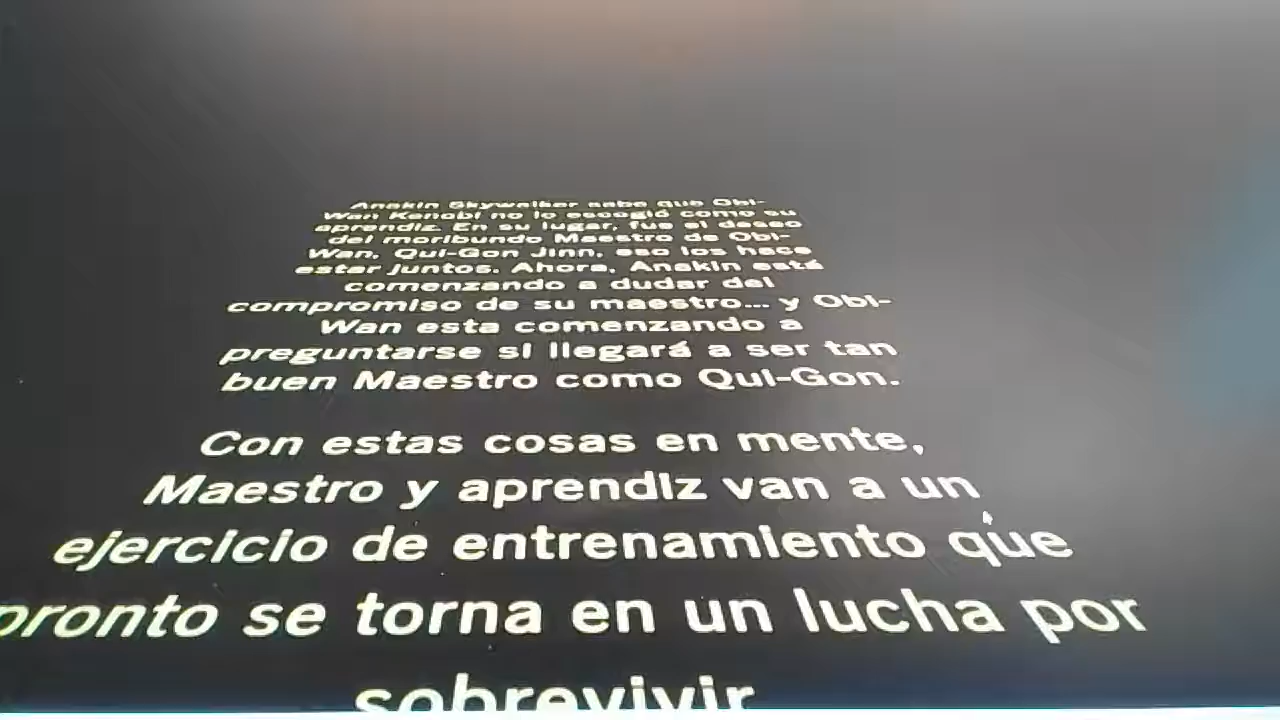 Anakin Skywalker sabe que Obi-
Wan Kenobi no lo escogió como su
aprendiz. En su lugar, fue el deseo
del moribundo Maestro de Obi-
Wan, Qui-Gon Jinn, eso los hace
estar juntos. Ahora, Anakin está
comenzando a dudar del
compromiso de su maestro... y Obi-
Wan esta comenzando a
preguntarse si llegará a ser tan
buen Maestro como Qui-Gon.
Con estas cosas en mente,
Maestro y aprendiz van a un
ejercicio de entrenamiento que
pronto se torna en un lucha por
sobrevivir